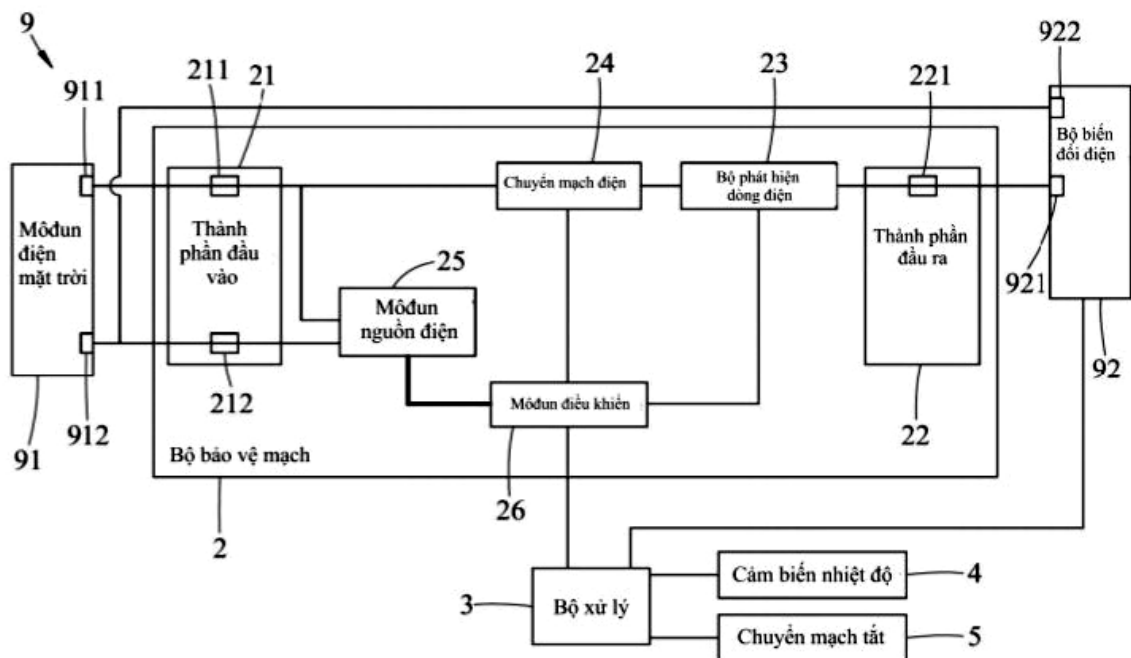 9
911
211
21
24
23
221
922
Môđun
điện
mặt trời
Thành
phần đầu
vào
Chuyển mạch điện
Bộ phát hiện
dòng điện
Thành phần
đầu ra
Bộ biến
đổi điện
25
Môđun
nguồn điện
921
92
91
912
212
Môđun điều khiển
22
Bộ bảo vệ mạch
2
26
3
Bộ xử lý
Cảm biến nhiệt độ
4
Chuyển mạch tắt
5